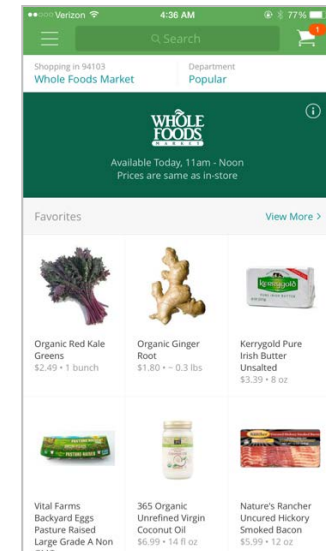 Verizon 4:36 AM 77%
Search 1
Shopping in 94103 Department
Whole Foods Market Popular
WHOLE
FOODS
MARKET
Available Today, 11am - Noon
Prices are same as in-store
Favorites View More >
Kerrygold
Organic Red Kale Organic Ginger Kerrygold Pure
Greens Root Irish Butter
$2.49 • 1 bunch $1.80 • ~ 0.3 lbs Unsalted
$3.39 • 8 oz
Vital Farms 365 Organic Nature's Rancher
Backyard Eggs Unrefined Virgin Uncured Hickory
Pasture Raised Coconut Oil Smoked Bacon
Large Grade A Non $6.99 • 14 fl oz $5.99 • 12 oz